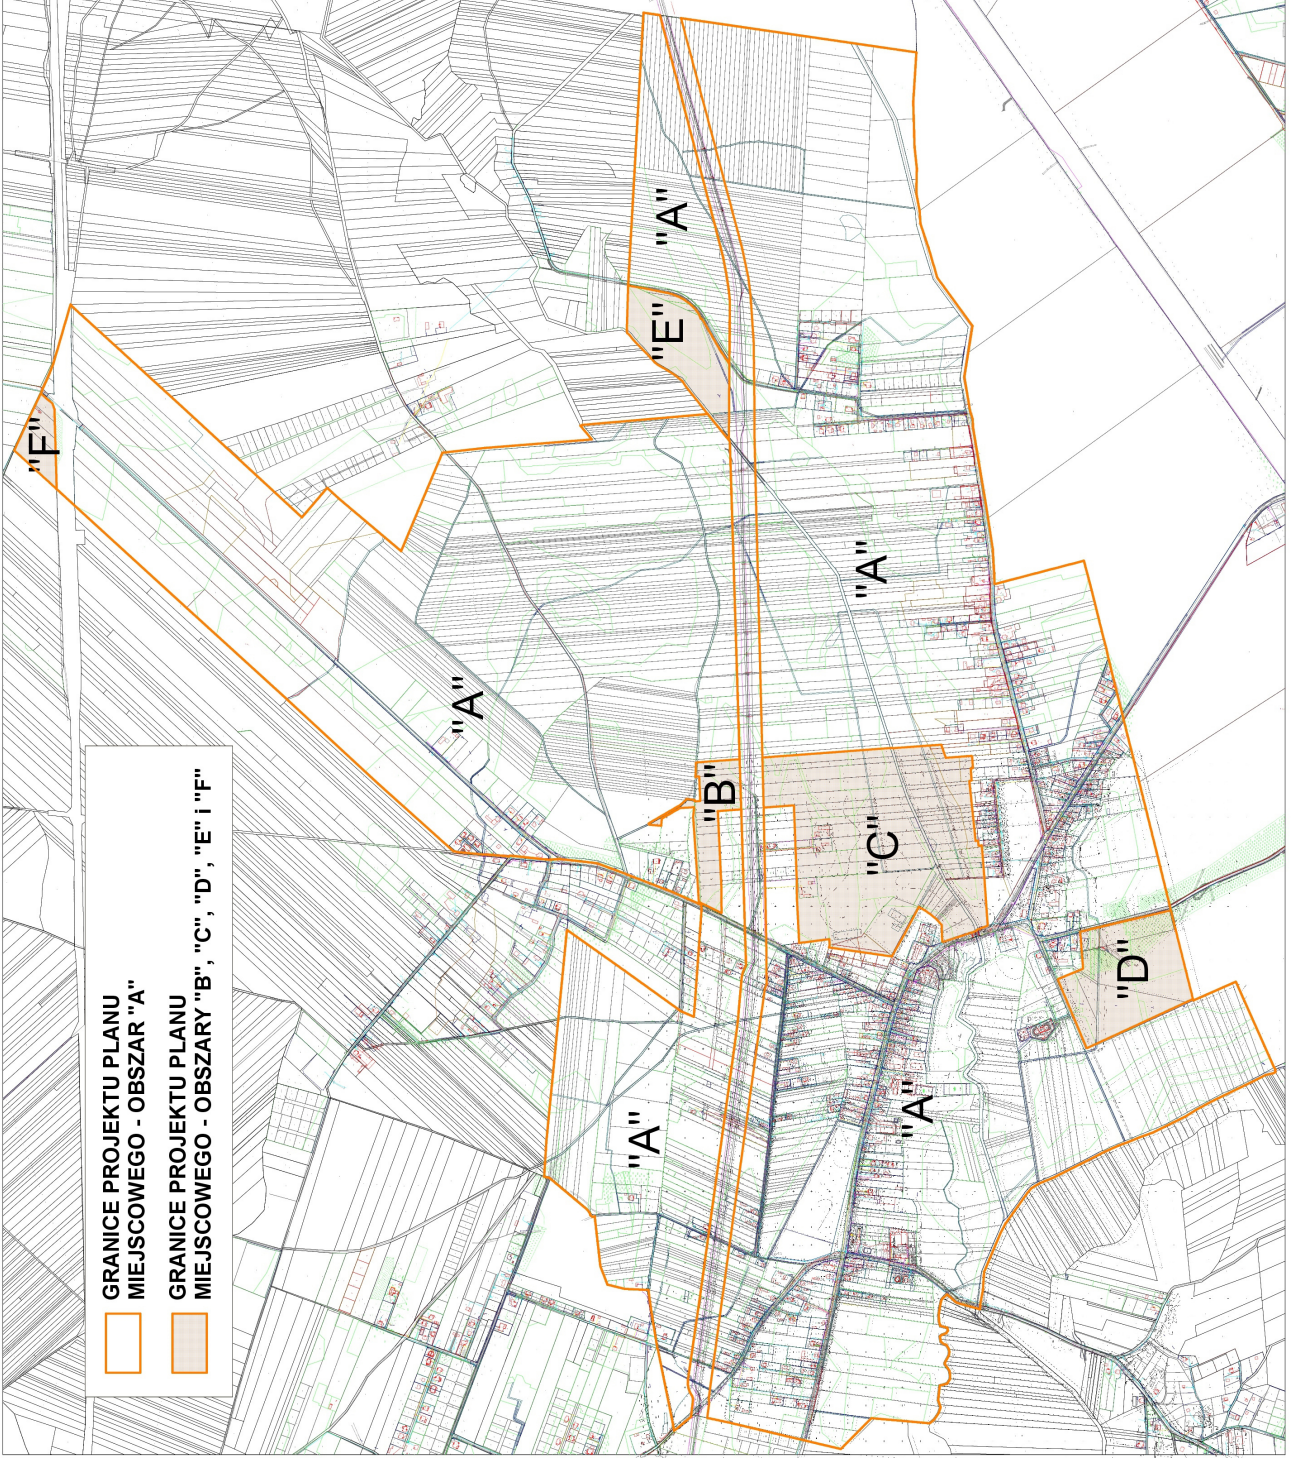 GRANICE PROJEKTU PLANU
MIEJSCOWEGO - OBSZAR "A"
GRANICE PROJEKTU PLANU
MIEJSCOWEGO - OBSZARY "B", "C", "D", "E" i "F"
"F"
"A"
"E"
"A"
"A"
"B"
"C"
"D"
"A"
"A"